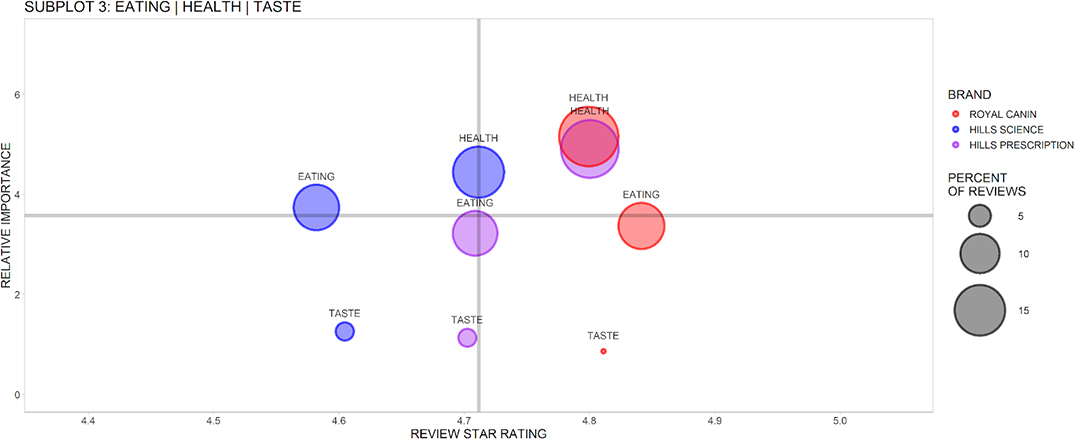 SUBPLOT 3: EATING | HEALTH | TASTE
RELATIVE IMPORTANCE
6
4
2
0
HEALTH
HEALTH
HEALTH
EATING
EATING
EATING
TASTE
TASTE
TASTE
4.4
4.5
4.6
4.7
4.8
4.9
5.0
REVIEW STAR RATING
BRAND
ROYAL CANIN
HILLS SCIENCE
HILLS PRESCRIPTION
PERCENT
OF REVIEWS
5
10
15